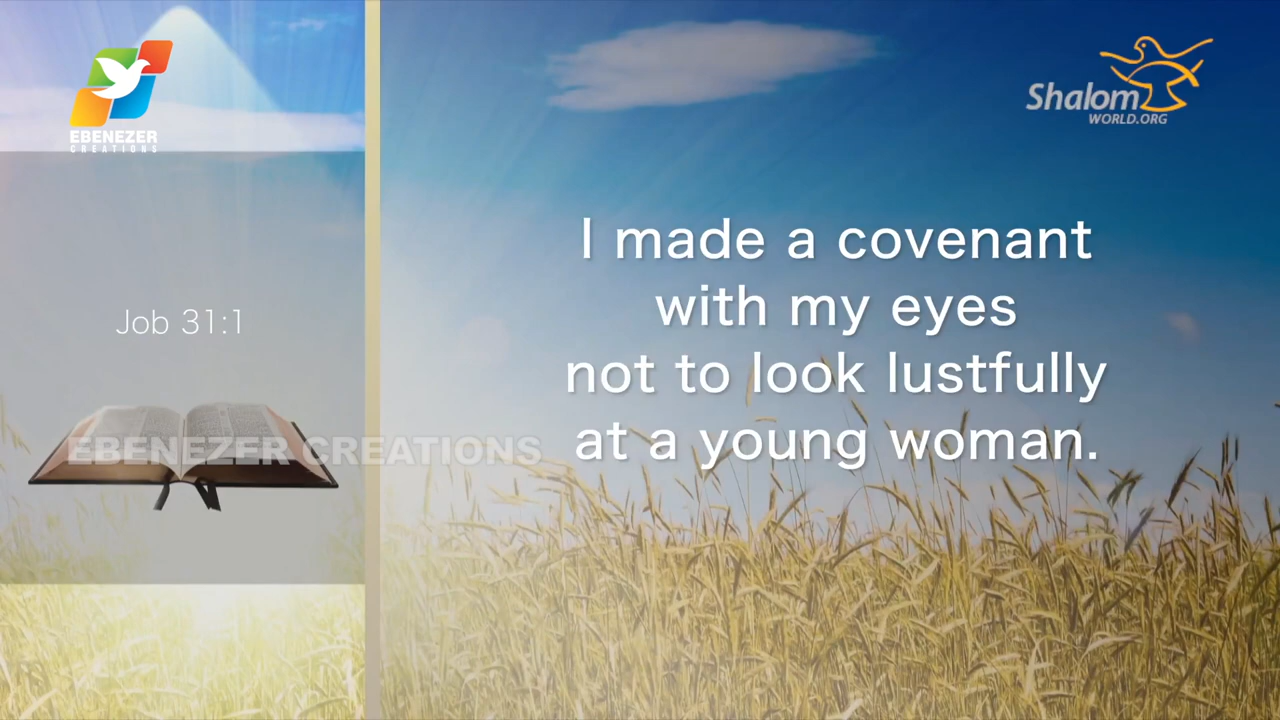 EBENEZER
CREATIONS
Shalom
WORLD.ORG
Job 31:1
I made a covenant
with my eyes
not to look lustfully
at a young woman.
EBENEZER CREATIONS